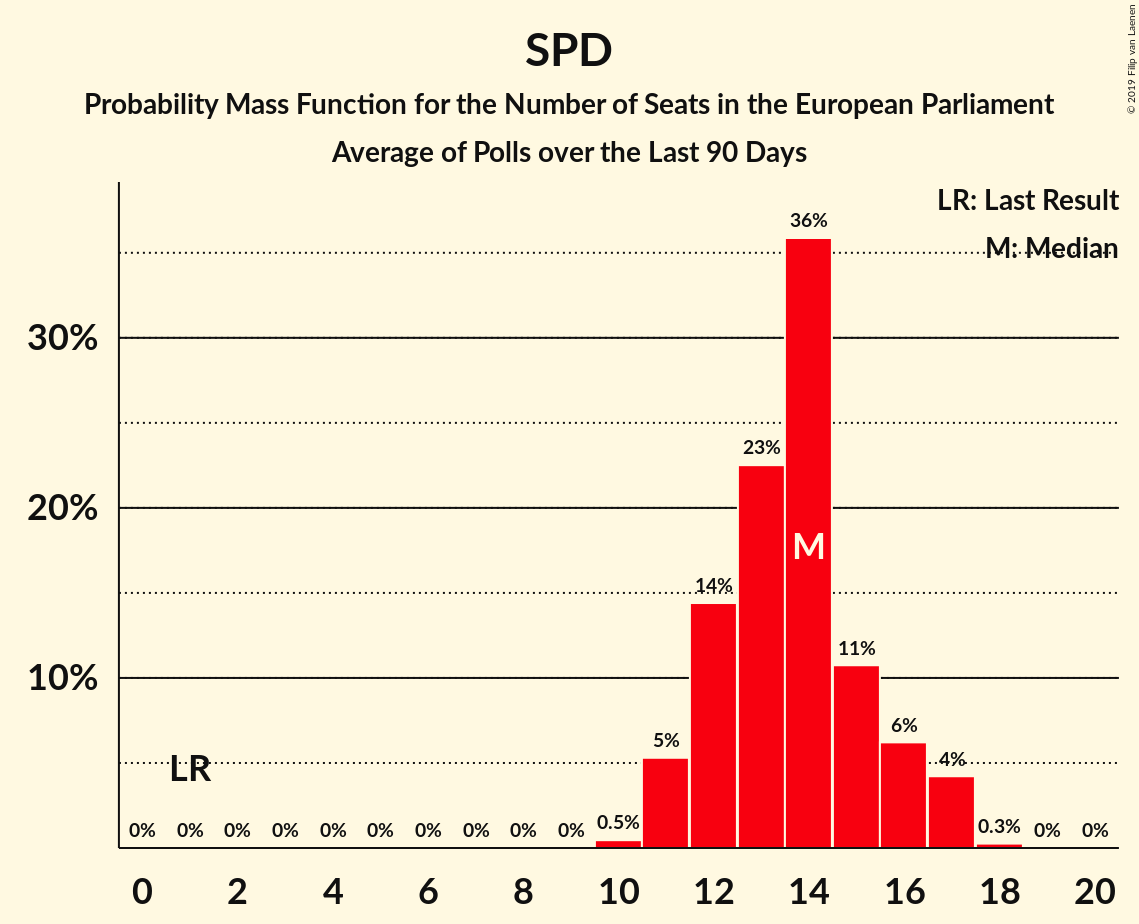 SPD
Probability Mass Function for the Number of Seats in the European Parliament
Average of Polls over the Last 90 Days
© 2019 Filip van Laenen
LR: Last Result
M: Median
36%
30%
23%
20%
M
14%
11%
10%
6%
5%
4%
LR
0% 0% 0% 0% 0% 0% 0% 0% 0% 0% 0.5% 0.3% 0% 0%
0 2 4 6 8 10 12 14 16 18 20